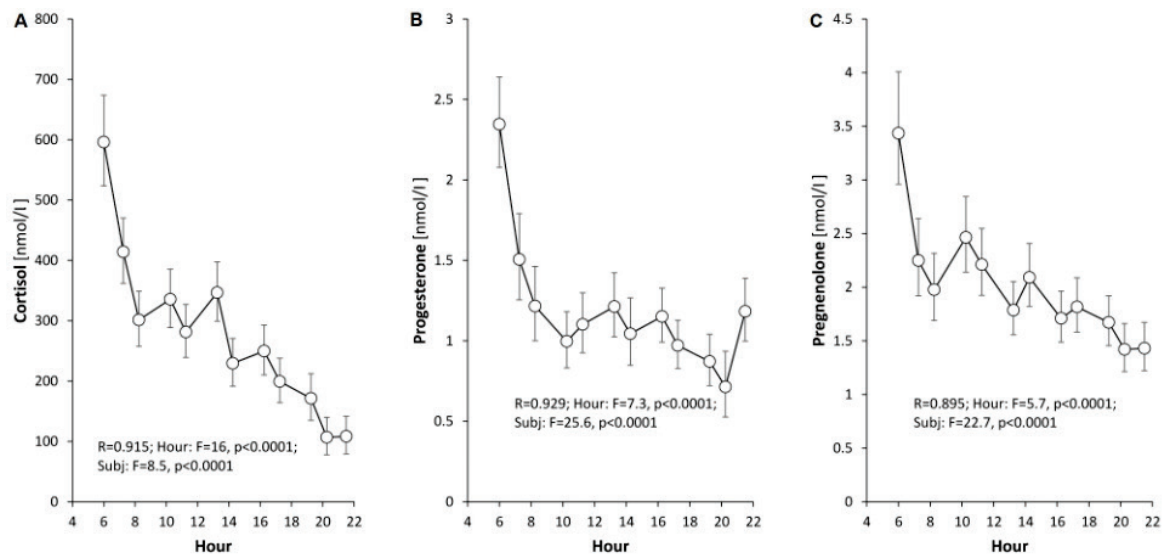 A
800
700
600
500
400
300
200
100
0
Cortisol [nmol/l ]
R=0.915; Hour: F=16, p<0.0001;
Subj: F=8.5, p<0.0001
4 6 8 10 12 14 16 18 20 22
Hour
B
3
2.5
2
1.5
1
0.5
0
Progesterone [nmol/l]
R=0.929; Hour: F=7.3, p<0.0001;
Subj: F=25.6, p<0.0001
4 6 8 10 12 14 16 18 20 22
Hour
C
4.5
4
3.5
3
2.5
2
1.5
1
0.5
0
Pregnenolone [nmol/l]
R=0.895; Hour: F=5.7, p<0.0001;
Subj: F=22.7, p<0.0001
4 6 8 10 12 14 16 18 20 22
Hour